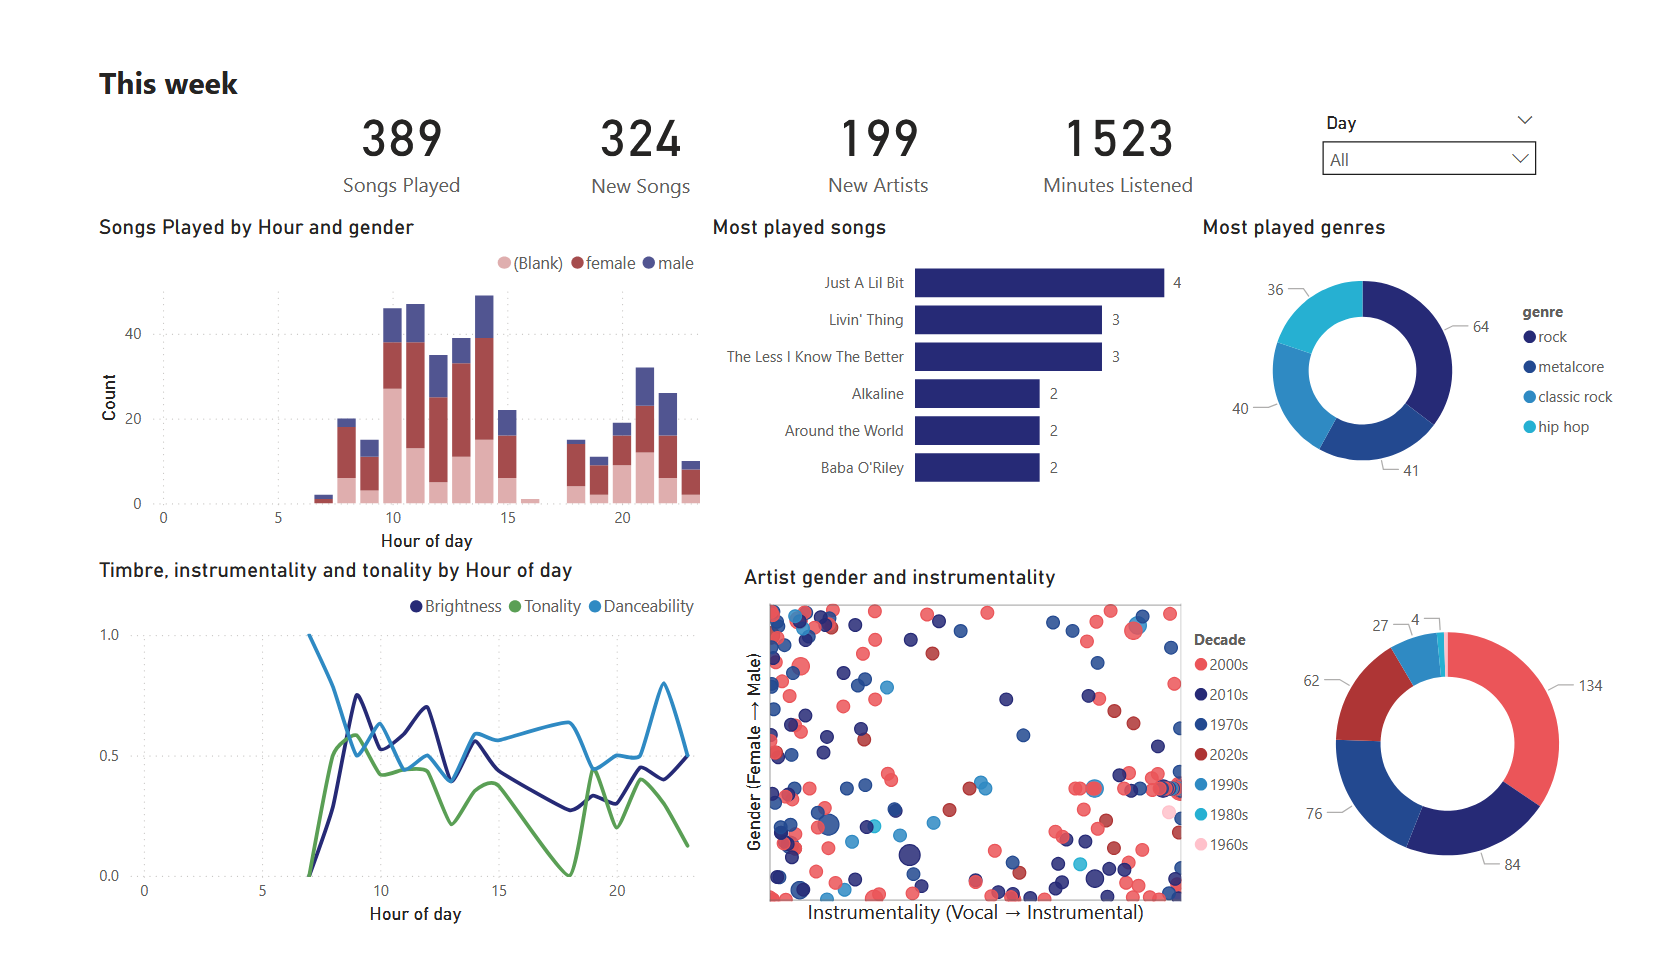 This week
389
Songs Played
324
New Songs
199
New Artists
1523
Minutes Listened
Day
All
Songs Played by Hour and gender
(Blank) female male
Count
40
20
0
0 5 10 15 20
Hour of day
Most played songs
Just A Lil Bit 4
Livin' Thing 3
The Less I Know The Better 3
Alkaline 2
Around the World 2
Baba O'Riley 2
Most played genres
36
64
40
41
genre
rock
metalcore
classic rock
hip hop
Timbre, instrumentality and tonality by Hour of day
Brightness Tonality Danceability
1.0
0.5
0.0
0 5 10 15 20
Hour of day
Artist gender and instrumentality
Gender (Female → Male)
Instrumentality (Vocal → Instrumental)
Decade
2000s
2010s
1970s
2020s
1990s
1980s
1960s
27 4
62
134
76
84